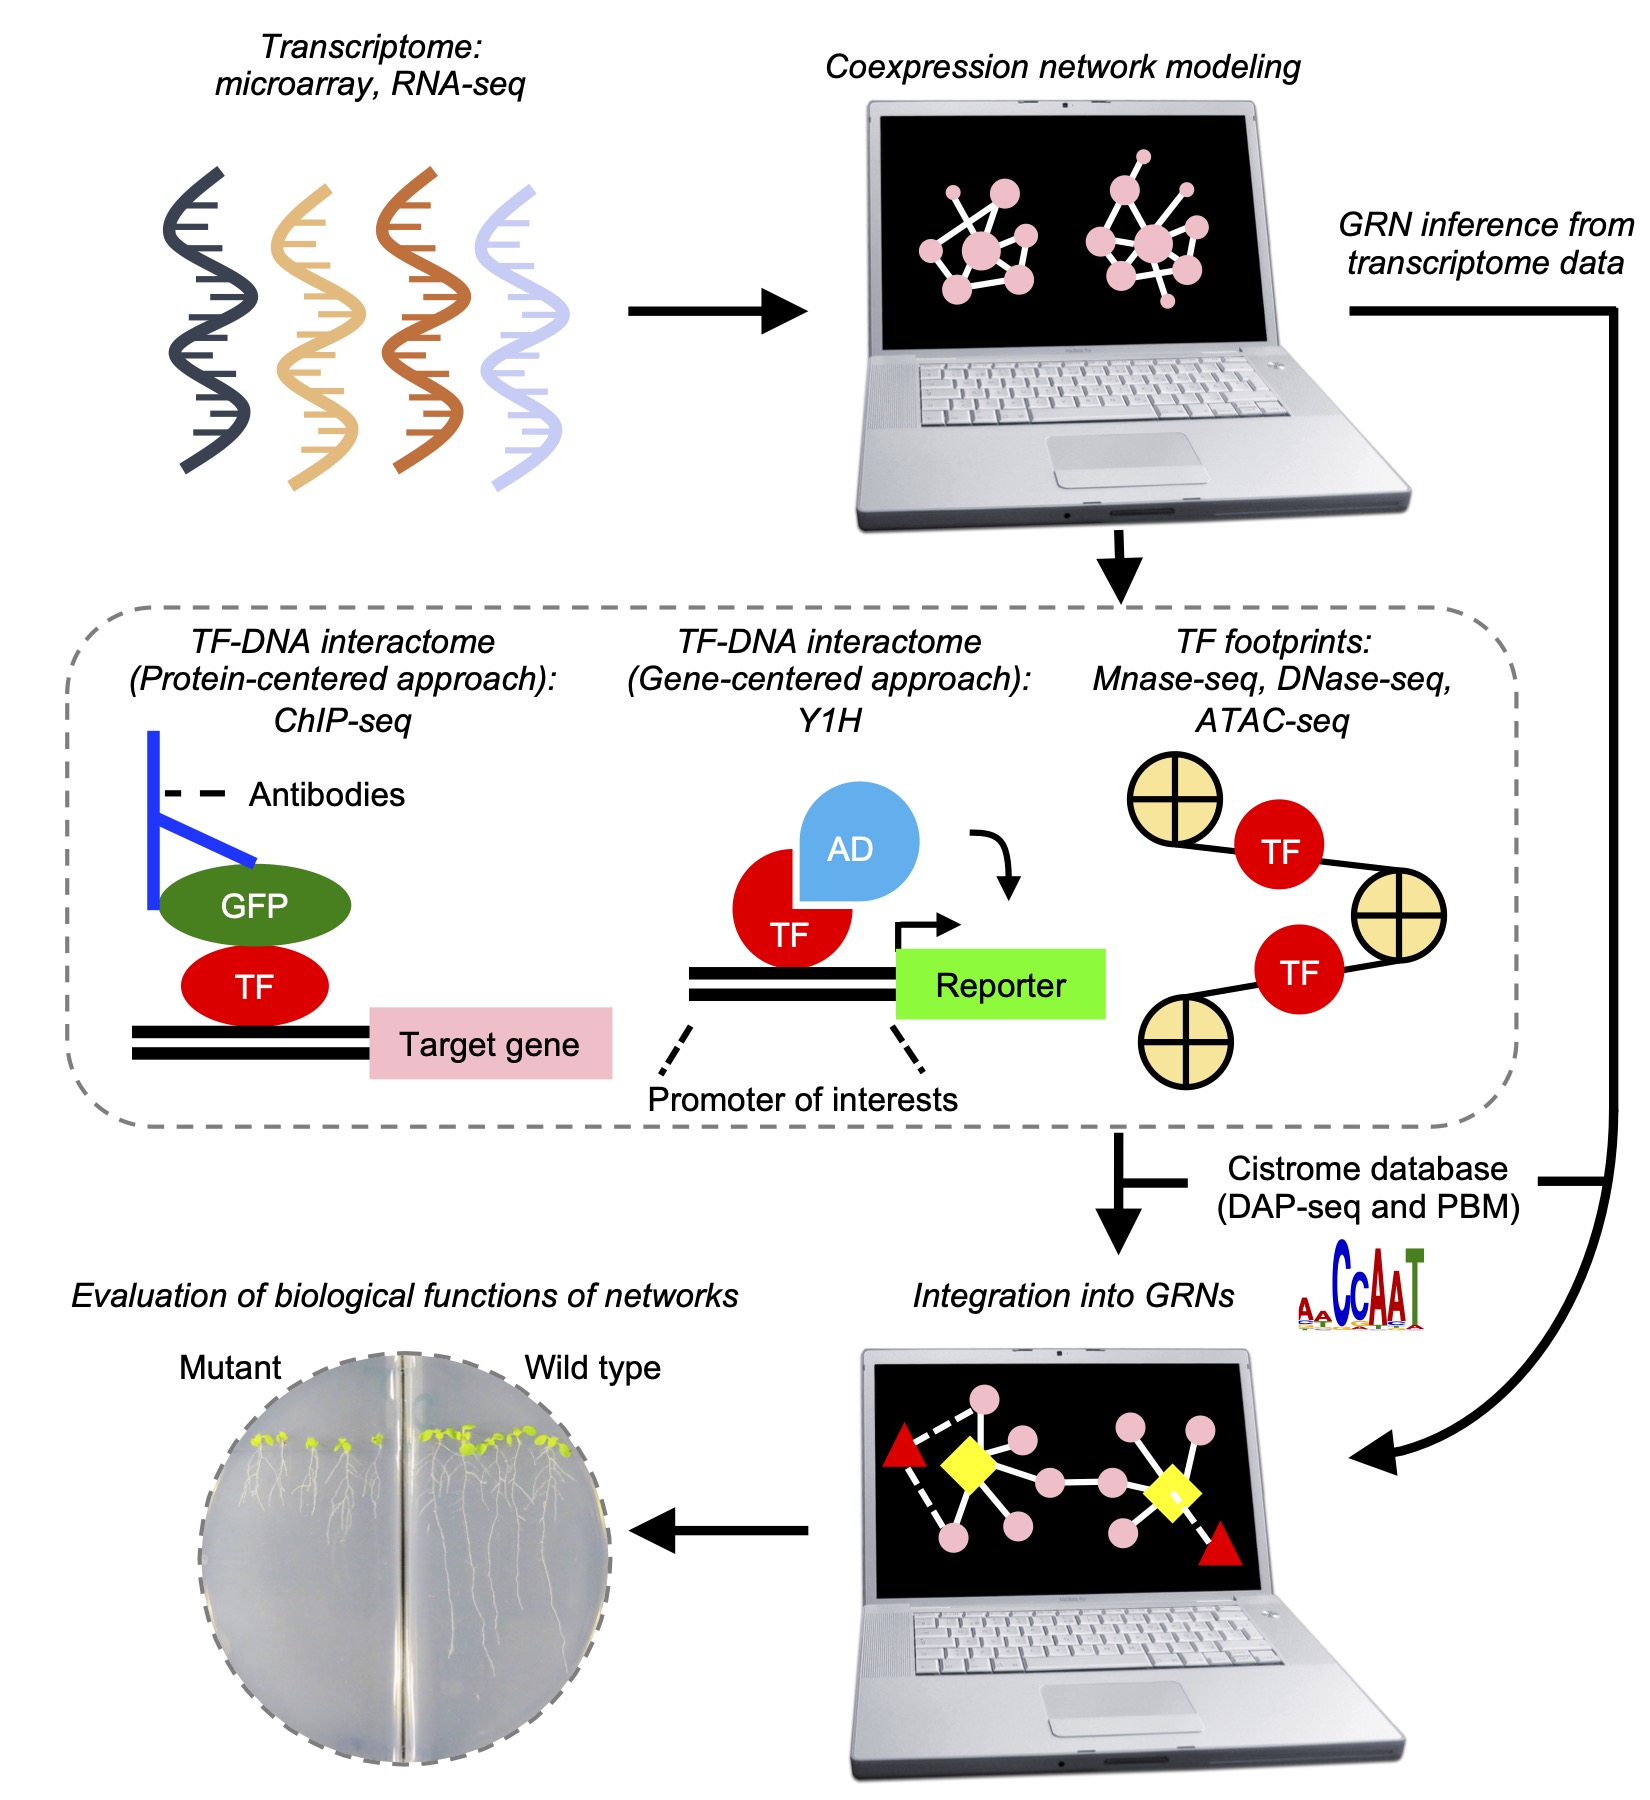 Transcriptome:
microarray, RNA-seq
Coexpression network modeling
GRN inference from
transcriptome data
TF-DNA interactome
(Protein-centered approach):
ChIP-seq
TF-DNA interactome
(Gene-centered approach):
Y1H
TF footprints:
Mnase-seq, DNase-seq,
ATAC-seq
Antibodies
GFP
TF
Target gene
AD
TF
Reporter
Promoter of interests
TF
TF
Cistrome database
(DAP-seq and PBM)
Integration into GRNs
AACCAAT
Evaluation of biological functions of networks
Mutant
Wild type